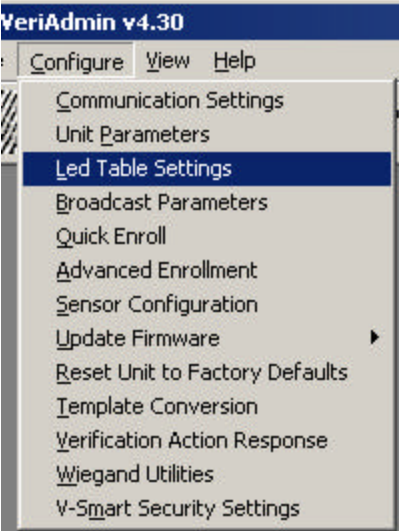 VeriAdmin v4.30
Configure View Help
Communication Settings
Unit Parameters
Led Table Settings
Broadcast Parameters
Quick Enroll
Advanced Enrollment
Sensor Configuration
Update Firmware
Reset Unit to Factory Defaults
Template Conversion
Verification Action Response
Wiegand Utilities
V-Smart Security Settings